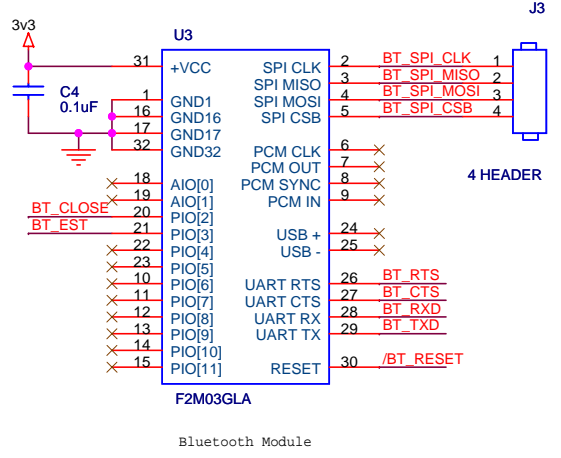 J3
3v3
U3
31 +VCC SPI CLK 2 BT_SPI_CLK 1
SPI MISO 3 BT_SPI_MISO 2
C4 1 GND1 SPI MOSI 4 BT_SPI_MOSI 3
0.1uF 16 GND16 SPI CSB 5 BT_SPI_CSB 4
17 GND17
32 GND32 PCM CLK 6
PCM OUT 7
18 AIO[0] PCM SYNC 8 4 HEADER
19 AIO[1] PCM IN 9
BT_CLOSE 20 PIO[2]
BT_EST 21 PIO[3] USB + 24
22 PIO[4] USB - 25
23 PIO[5]
10 PIO[6] UART RTS 26 BT_RTS
11 PIO[7] UART CTS 27 BT_CTS
12 PIO[8] UART RX 28 BT_RXD
13 PIO[9] UART TX 29 BT_TXD
14 PIO[10]
15 PIO[11] RESET 30 /BT_RESET
F2M03GLA
Bluetooth Module